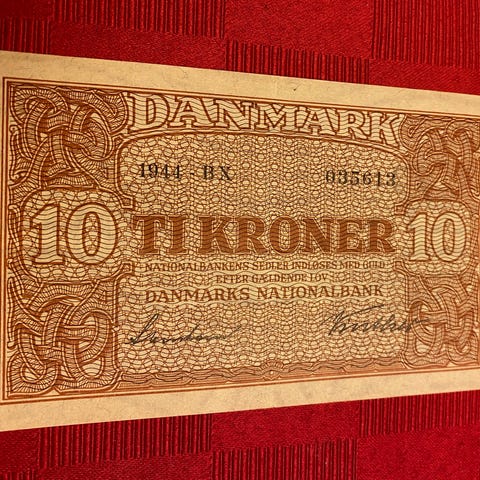 DANMARK
1944 - BX 035613
10 TI KRONER 10
NATIONALBANKENS SEDLER INDLØSES MED GULD
EFTER GÆLDENDE LOV
DANMARKS NATIONALBANK